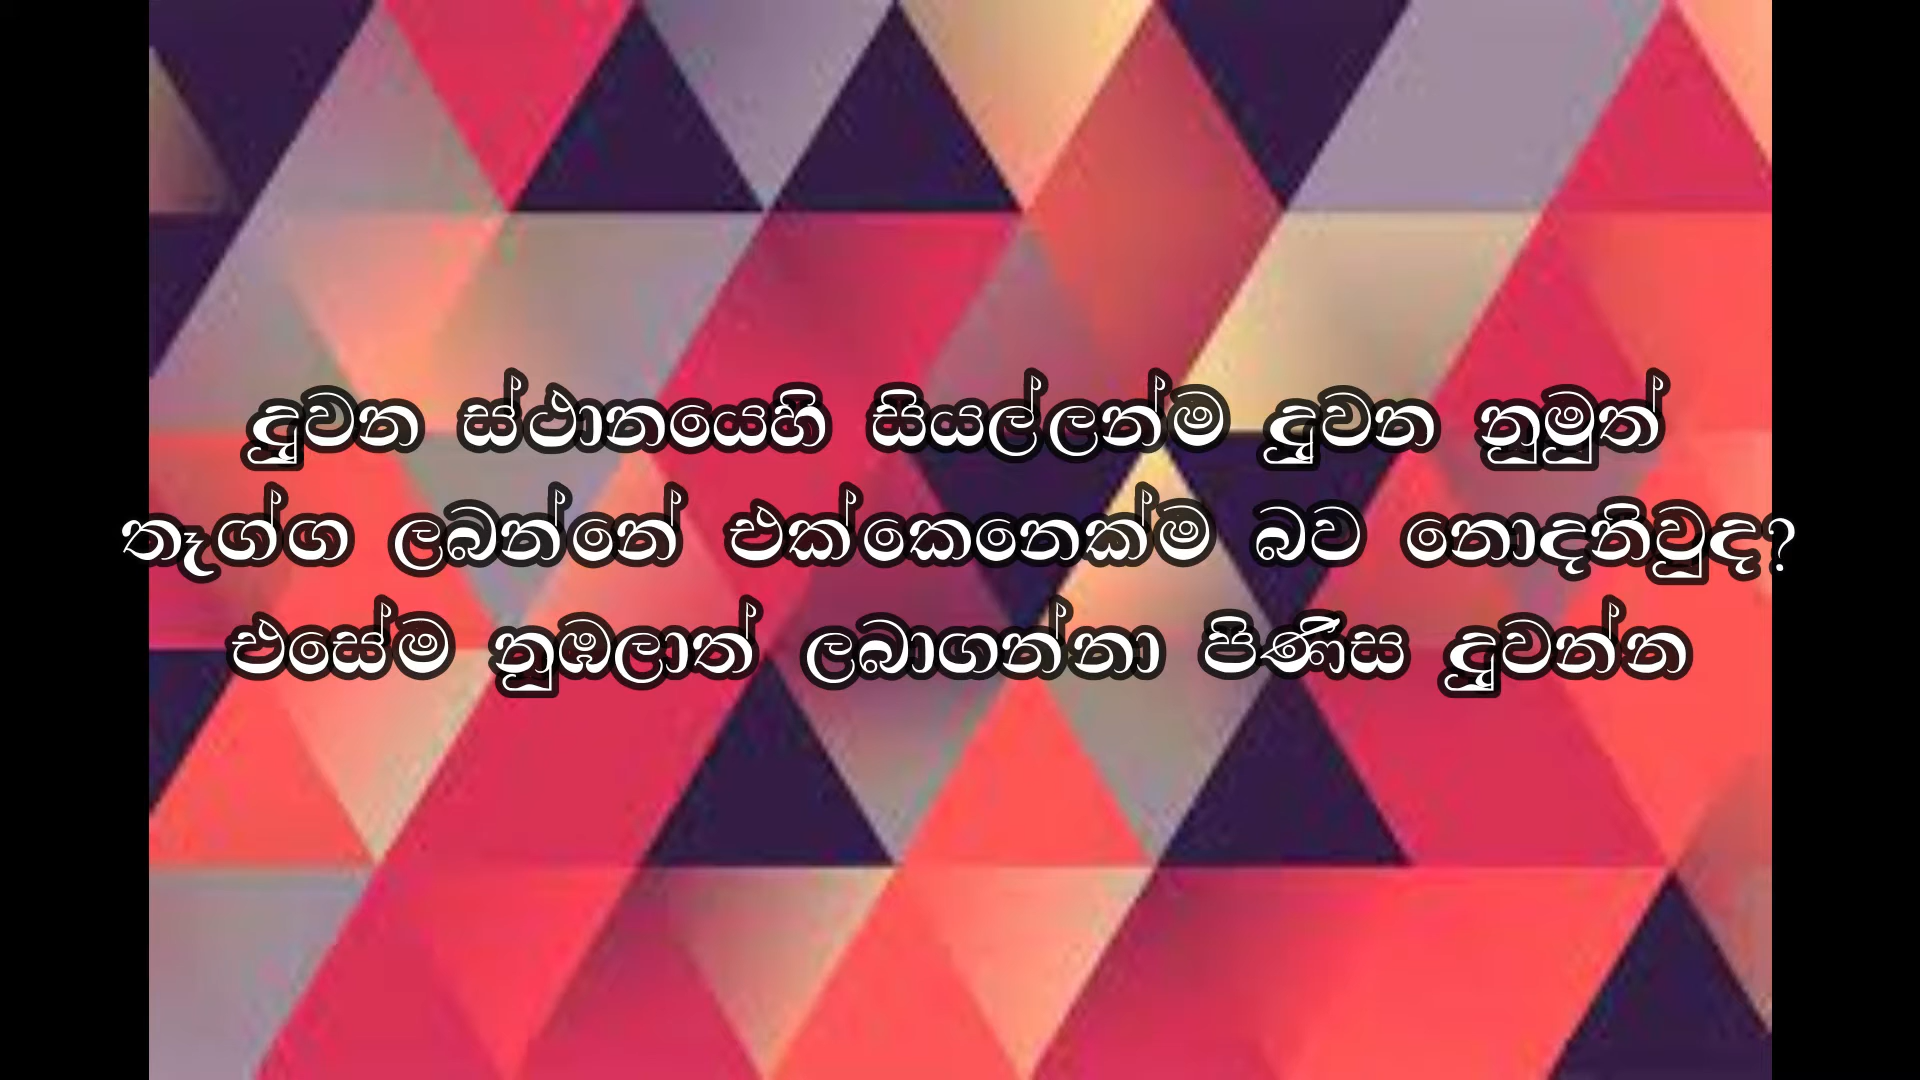 දුවන ස්ථානයෙහි සියල්ලන්ම දුවන නුමුත්
තෑග්ග ලබන්නේ එක්කෙනෙක්ම බව නොදනිවුද?
එසේම නුඹලාත් ලබාගන්නා පිණිස දුවන්න